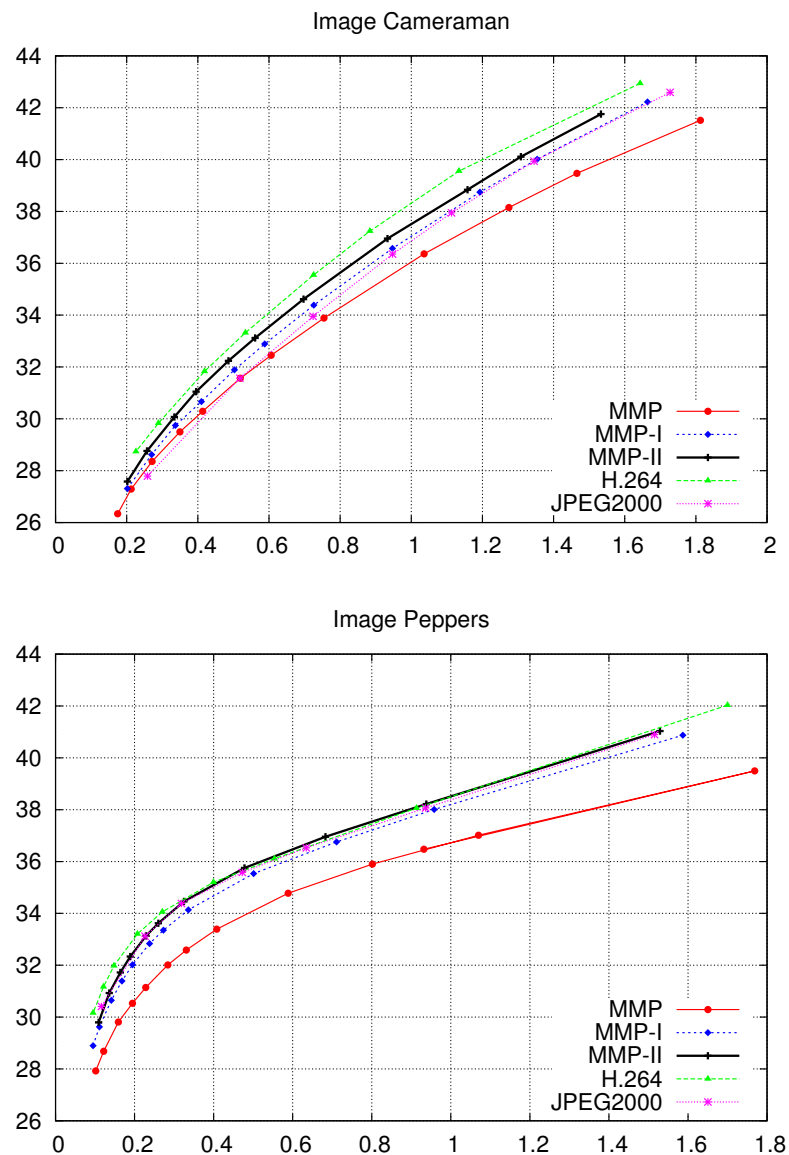 Image Cameraman
44
42
40
38
36
34
32
30
28
26
MMP
MMP-I
MMP-II
H.264
JPEG2000
0 0.2 0.4 0.6 0.8 1 1.2 1.4 1.6 1.8 2
Image Peppers
44
42
40
38
36
34
32
30
28
26
MMP
MMP-I
MMP-II
H.264
JPEG2000
0 0.2 0.4 0.6 0.8 1 1.2 1.4 1.6 1.8